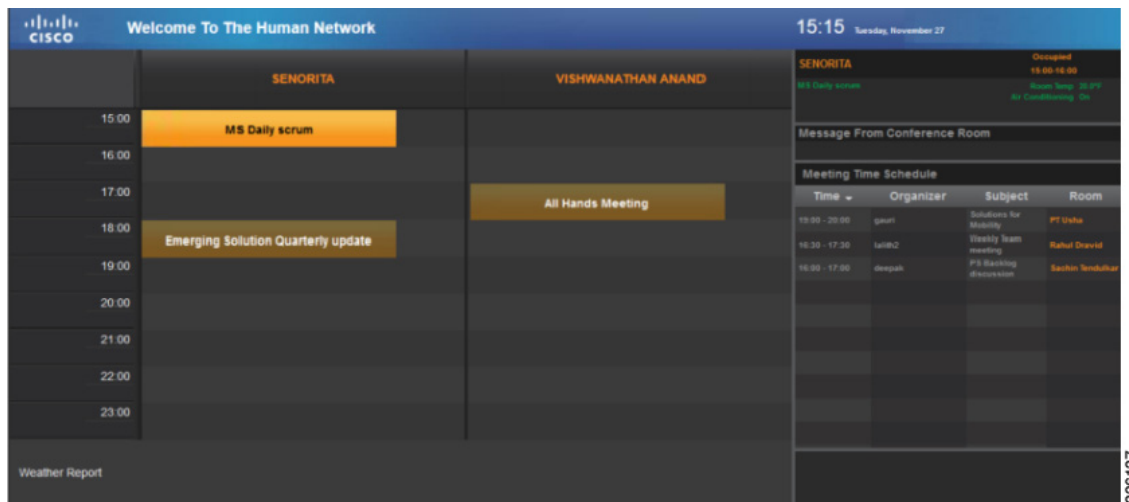 CISCO
Welcome To The Human Network
15:15 Tuesday, November 27
SENORITA
VISHWANATHAN ANAND
15:00
MS Daily scrum
16:00
17:00
All Hands Meeting
18:00
Emerging Solution Quarterly update
19:00
20:00
21:00
22:00
23:00
Weather Report
SENORITA
Occupied
15:00-16:00
MS Daily scrum
Room Temp
Air Conditioning On
Message From Conference Room
Meeting Time Schedule
Time Organizer Subject Room
19:00 - 20:00 gauri Solutions for Mobility PT Usha
16:30 - 17:30 lalith2 Weekly Team meeting Rahul Dravid
16:00 - 17:00 deepak PS Backlog discussion Sachin Tendulkar